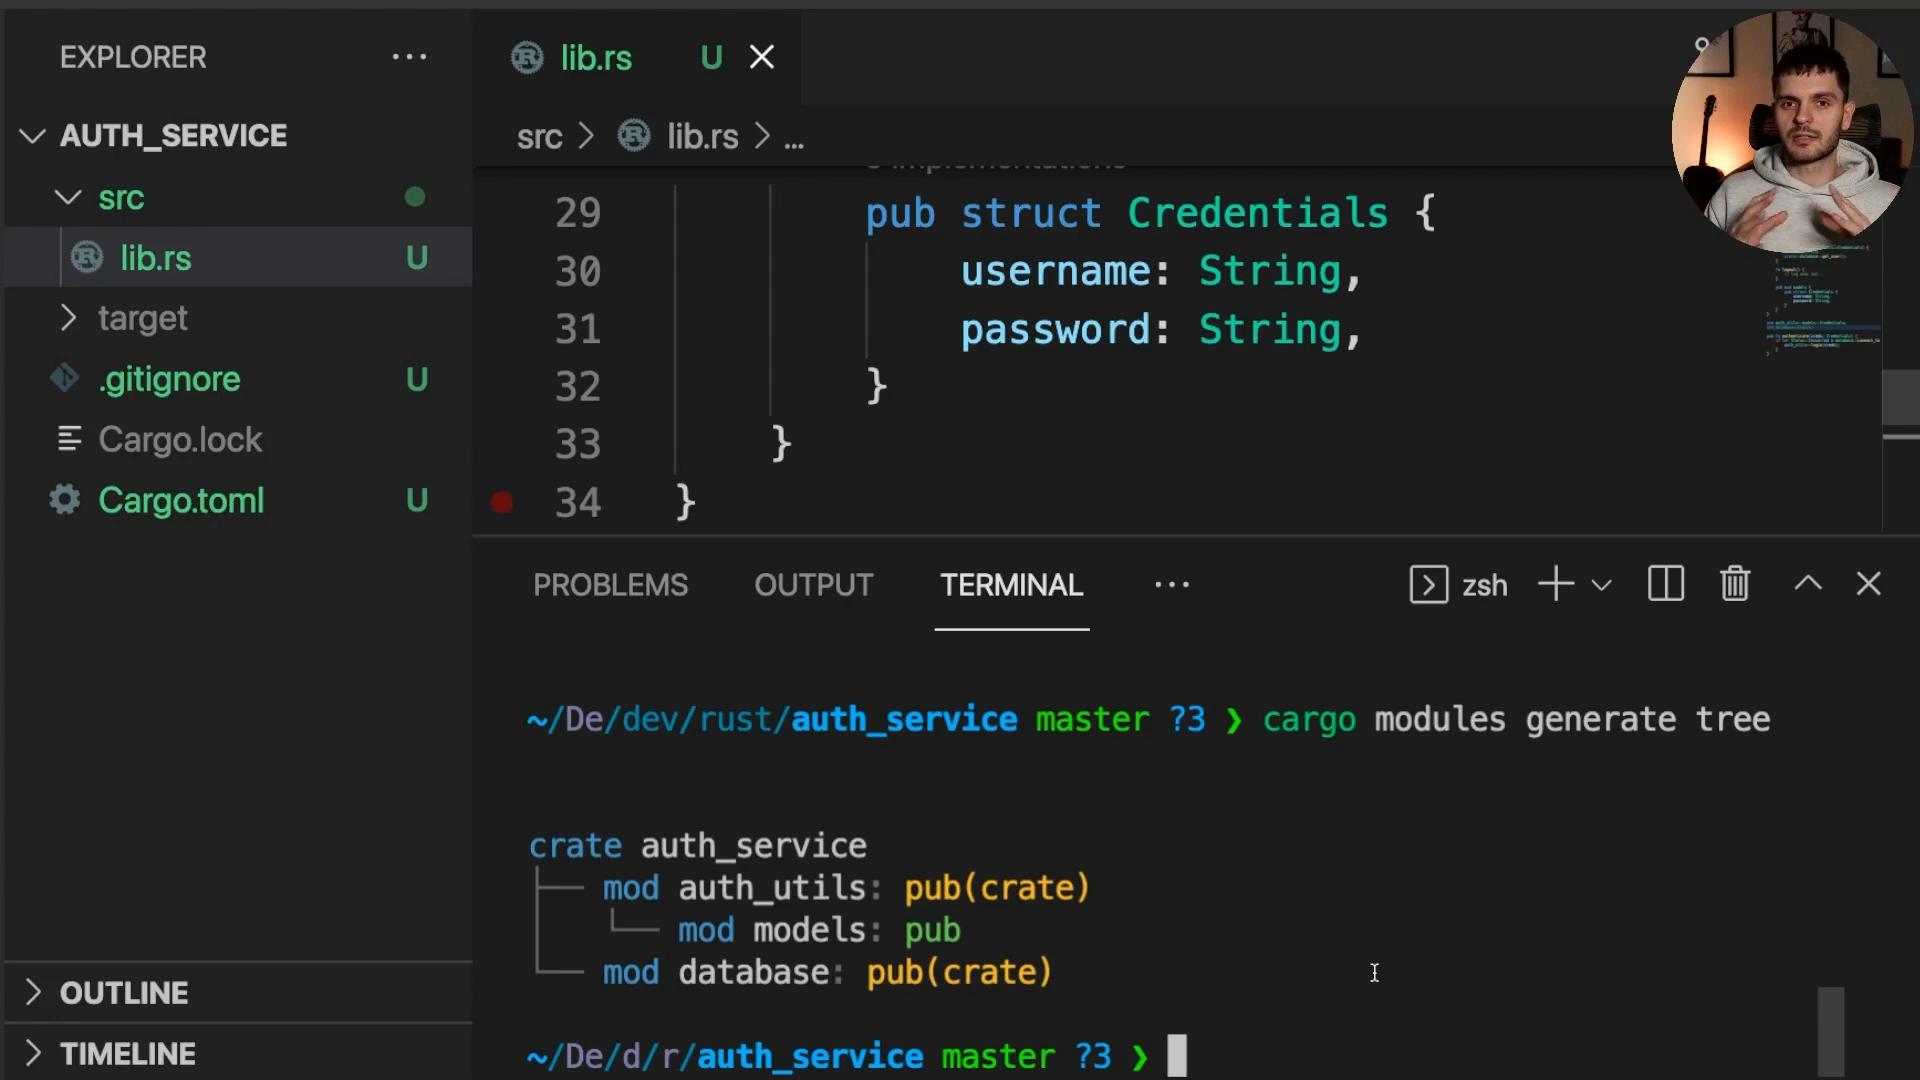 EXPLORER
AUTH_SERVICE
src
lib.rs U
target
.gitignore U
Cargo.lock
Cargo.toml U
OUTLINE
TIMELINE
lib.rs U
src > lib.rs > ...
29 pub struct Credentials {
30 username: String,
31 password: String,
32 }
33 }
34 }
PROBLEMS OUTPUT TERMINAL ... zsh
~/De/dev/rust/auth_service master ?3 ❯ cargo modules generate tree
crate auth_service
├── mod auth_utils: pub(crate)
│   └── mod models: pub
└── mod database: pub(crate)
~/De/d/r/auth_service master ?3 ❯